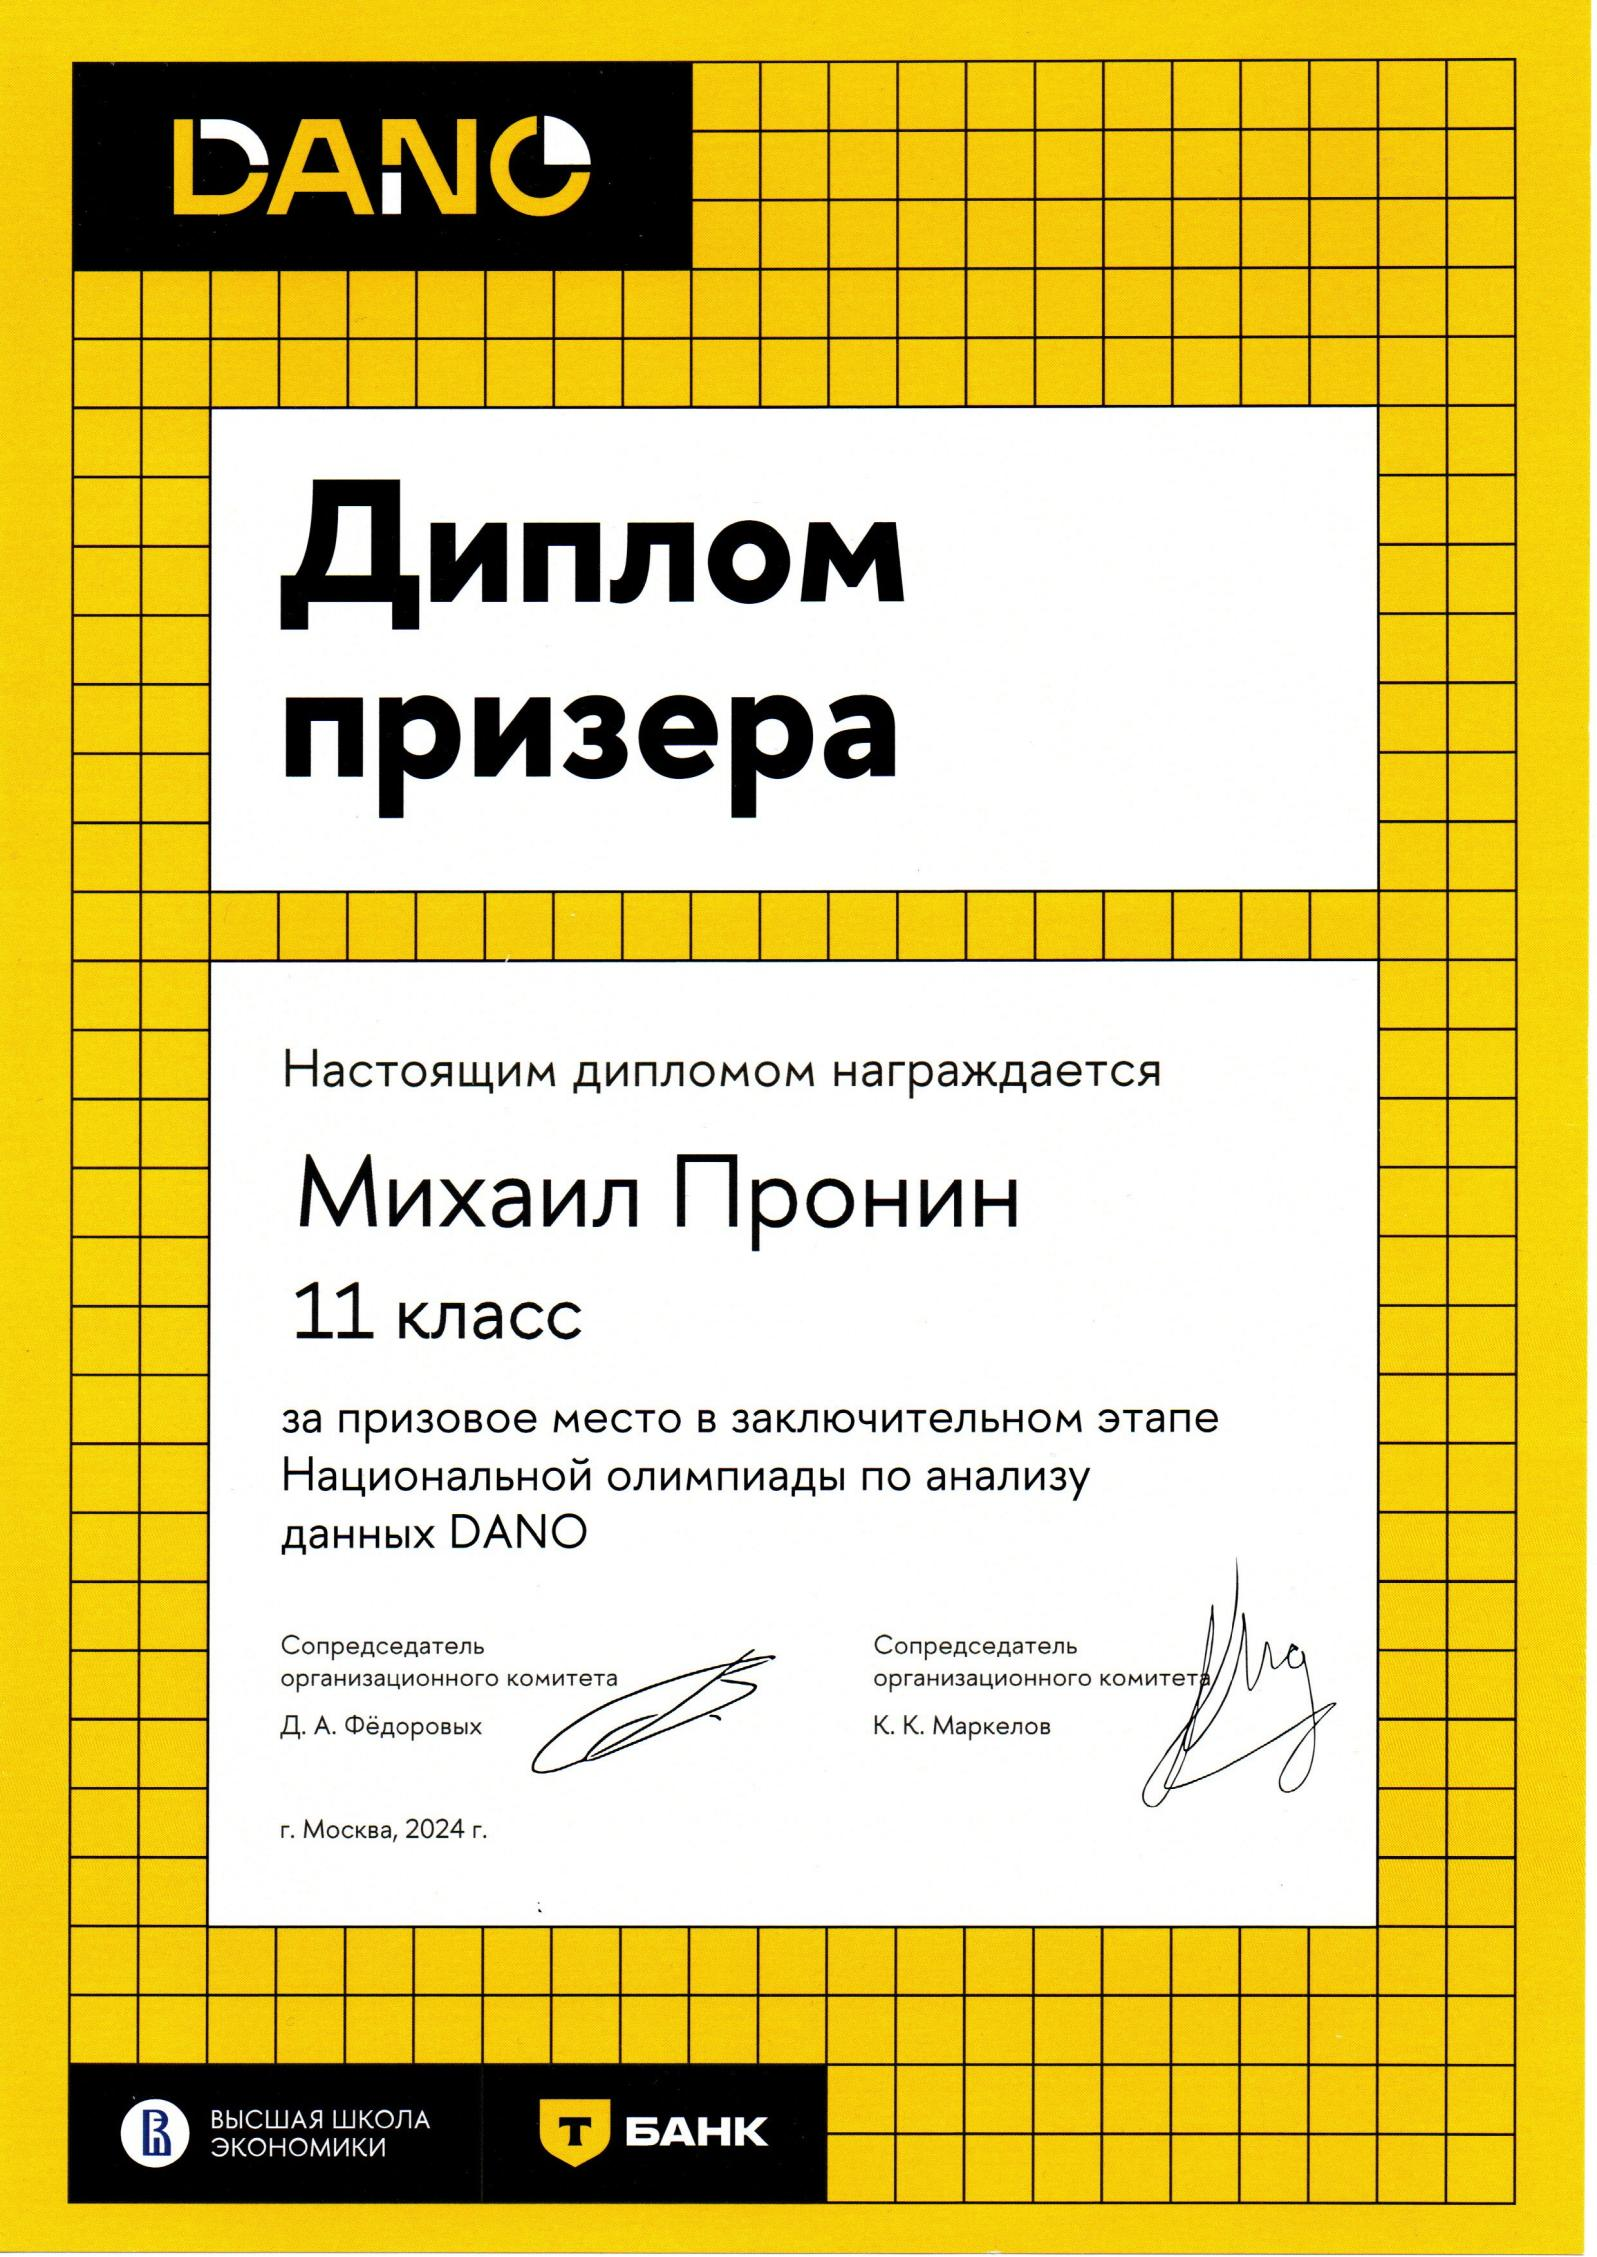 DANO
Диплом
призера
Настоящим дипломом награждается
Михаил Пронин
11 класс
за призовое место в заключительном этапе
Национальной олимпиады по анализу
данных DANO
Сопредседатель
организационного комитета
Д. А. Фёдоровых
Сопредседатель
организационного комитета
К. К. Маркелов
г. Москва, 2024 г.
ВЫСШАЯ ШКОЛА
ЭКОНОМИКИ
Т БАНК